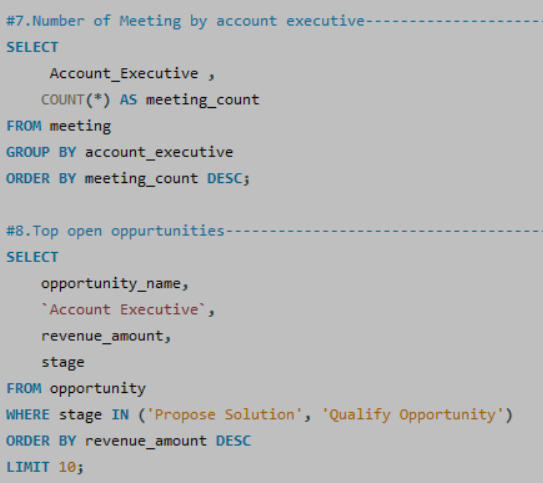 #7.Number of Meeting by account executive--------------------
SELECT
Account_Executive ,
COUNT(*) AS meeting_count
FROM meeting
GROUP BY account_executive
ORDER BY meeting_count DESC;
#8.Top open oppurtunities------------------------------------
SELECT
opportunity_name,
`Account Executive`,
revenue_amount,
stage
FROM opportunity
WHERE stage IN ('Propose Solution', 'Qualify Opportunity')
ORDER BY revenue_amount DESC
LIMIT 10;